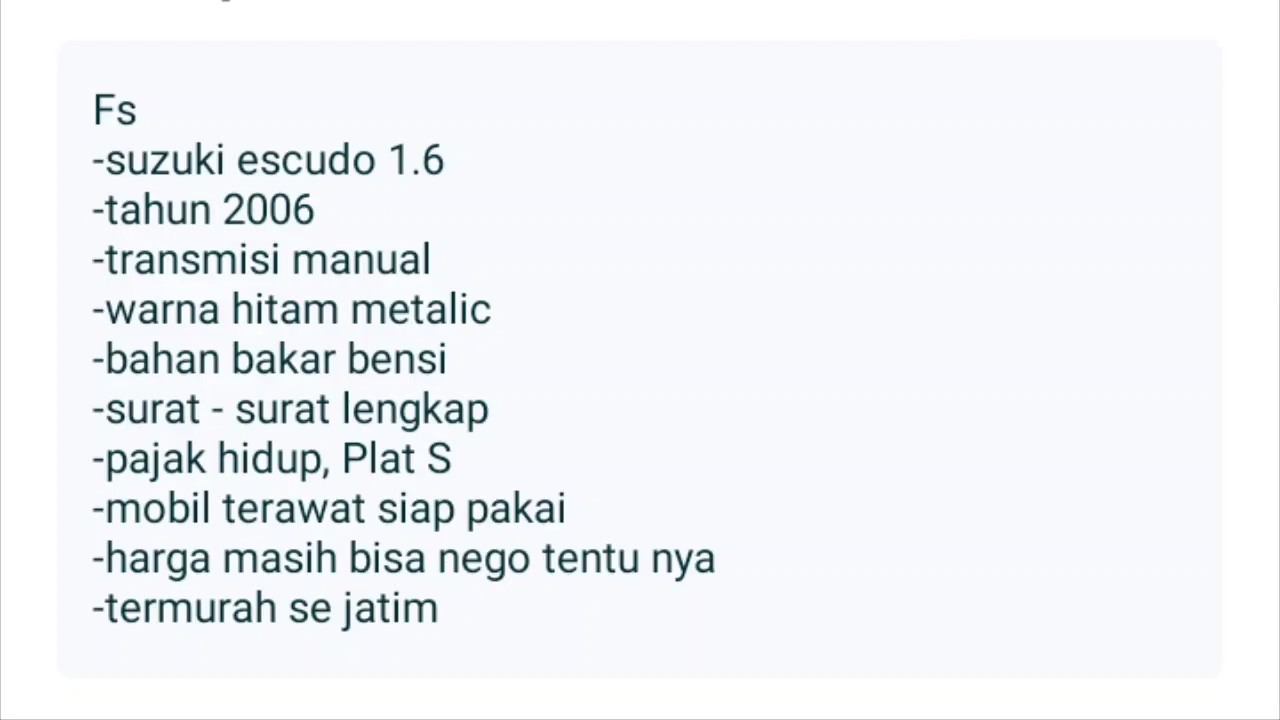 Fs
-suzuki escudo 1.6
-tahun 2006
-transmisi manual
-warna hitam metalic
-bahan bakar bensi
-surat - surat lengkap
-pajak hidup, Plat S
-mobil terawat siap pakai
-harga masih bisa nego tentu nya
-termurah se jatim